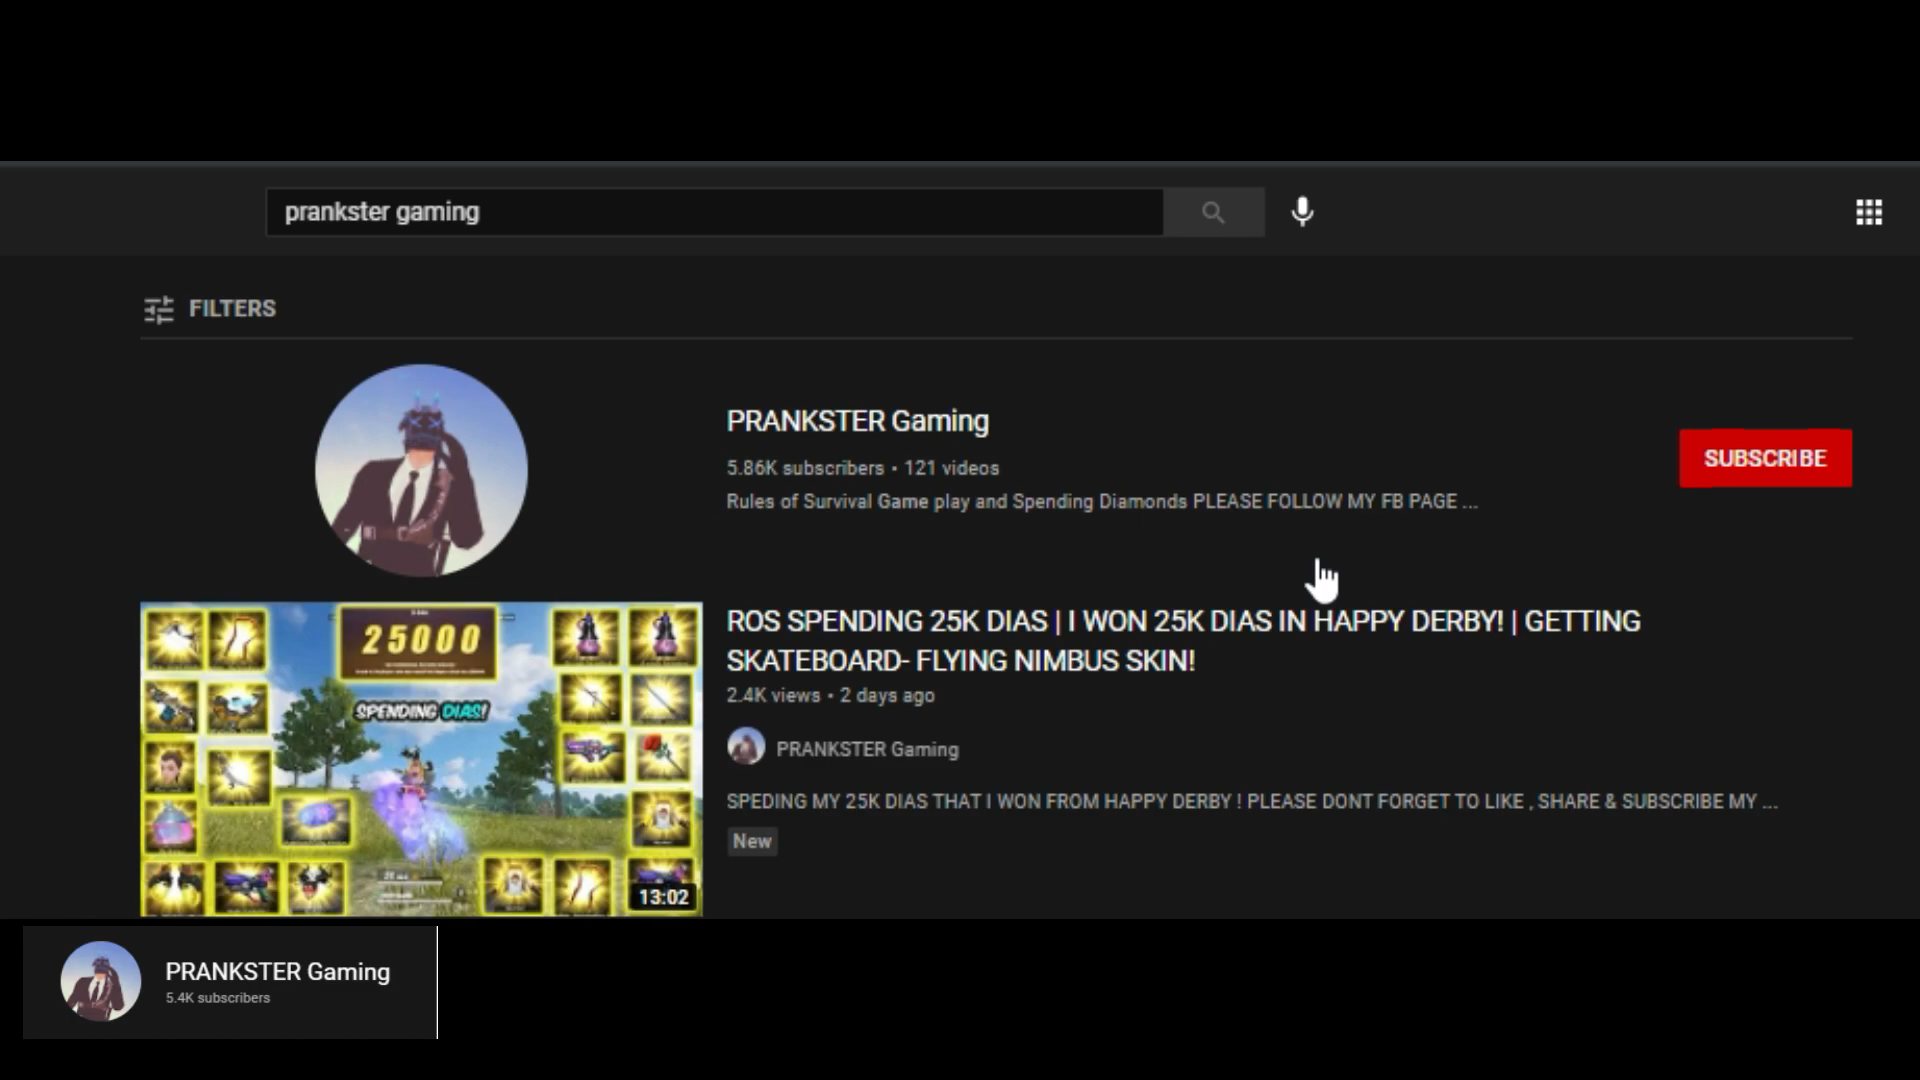 prankster gaming
FILTERS
PRANKSTER Gaming
5.86K subscribers • 121 videos
Rules of Survival Game play and Spending Diamonds PLEASE FOLLOW MY FB PAGE ...
SUBSCRIBE
25000
SPENDING DIAS!
13:02
ROS SPENDING 25K DIAS | I WON 25K DIAS IN HAPPY DERBY! | GETTING
SKATEBOARD- FLYING NIMBUS SKIN!
2.4K views • 2 days ago
PRANKSTER Gaming
SPEDING MY 25K DIAS THAT I WON FROM HAPPY DERBY ! PLEASE DONT FORGET TO LIKE , SHARE & SUBSCRIBE MY ...
New
PRANKSTER Gaming
5.4K subscribers